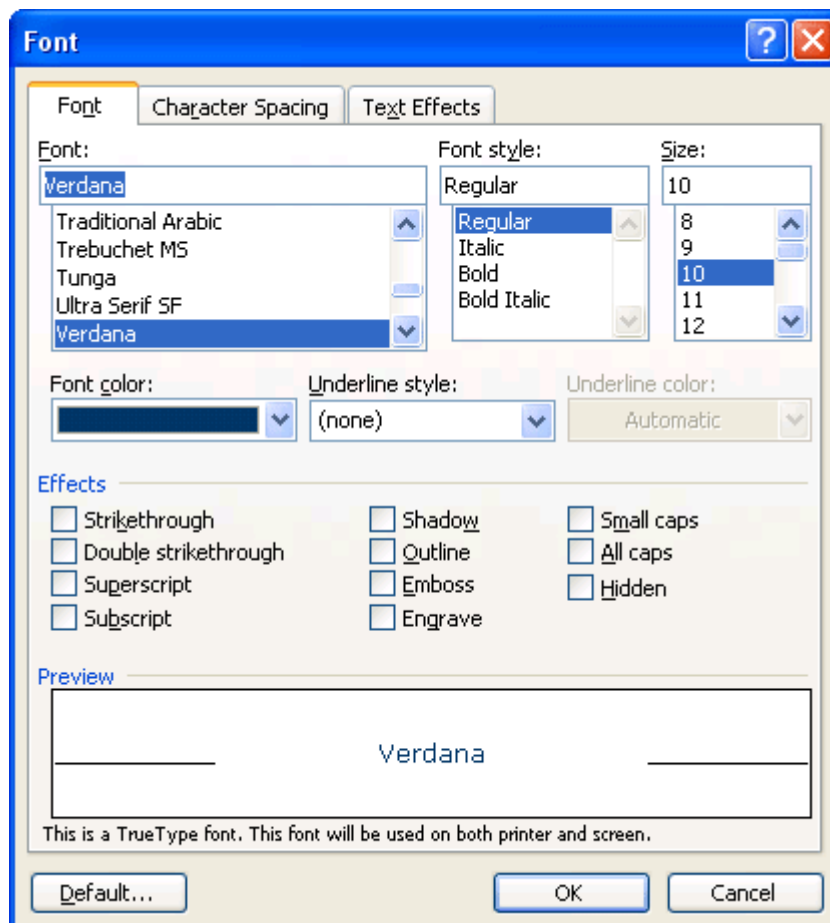 Font
Font Character Spacing Text Effects
Font: Font style: Size:
Verdana Regular 10
Traditional Arabic Regular 8
Trebuchet MS Italic 9
Tunga Bold 10
Ultra Serif SF Bold Italic 11
Verdana 12
Font color: Underline style: Underline color:
(none) Automatic
Effects
Strikethrough Shadow Small caps
Double strikethrough Outline All caps
Superscript Emboss Hidden
Subscript Engrave
Preview
Verdana
This is a TrueType font. This font will be used on both printer and screen.
Default... OK Cancel